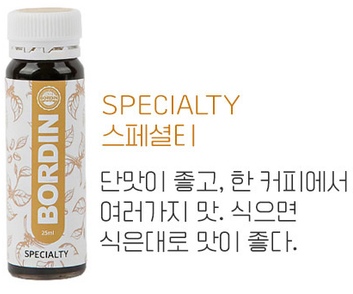 BORDIN
25ml
SPECIALTY
SPECIALTY
스페셜티
단맛이 좋고, 한 커피에서
여러가지 맛. 식으면
식은대로 맛이 좋다.